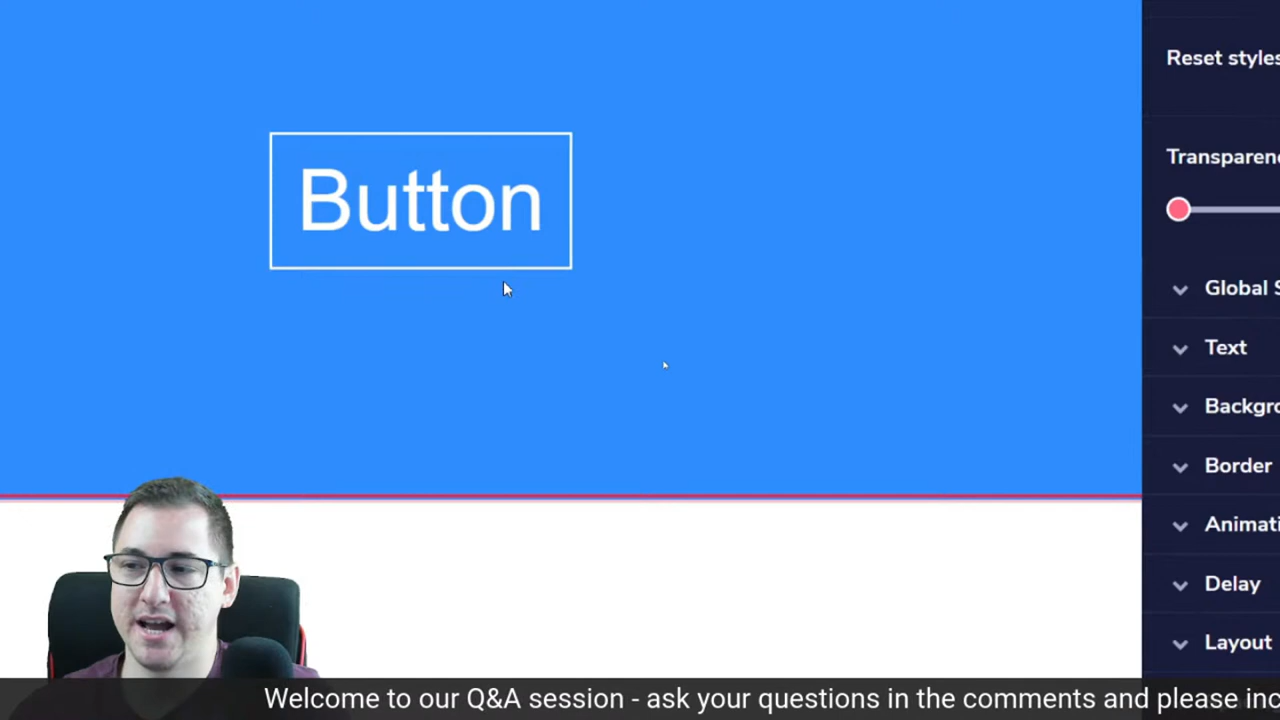 Reset styles
Button
Transparen
Global S
Text
Backgro
Border
Animati
Delay
Layout
Welcome to our Q&A session - ask your questions in the comments and please inc